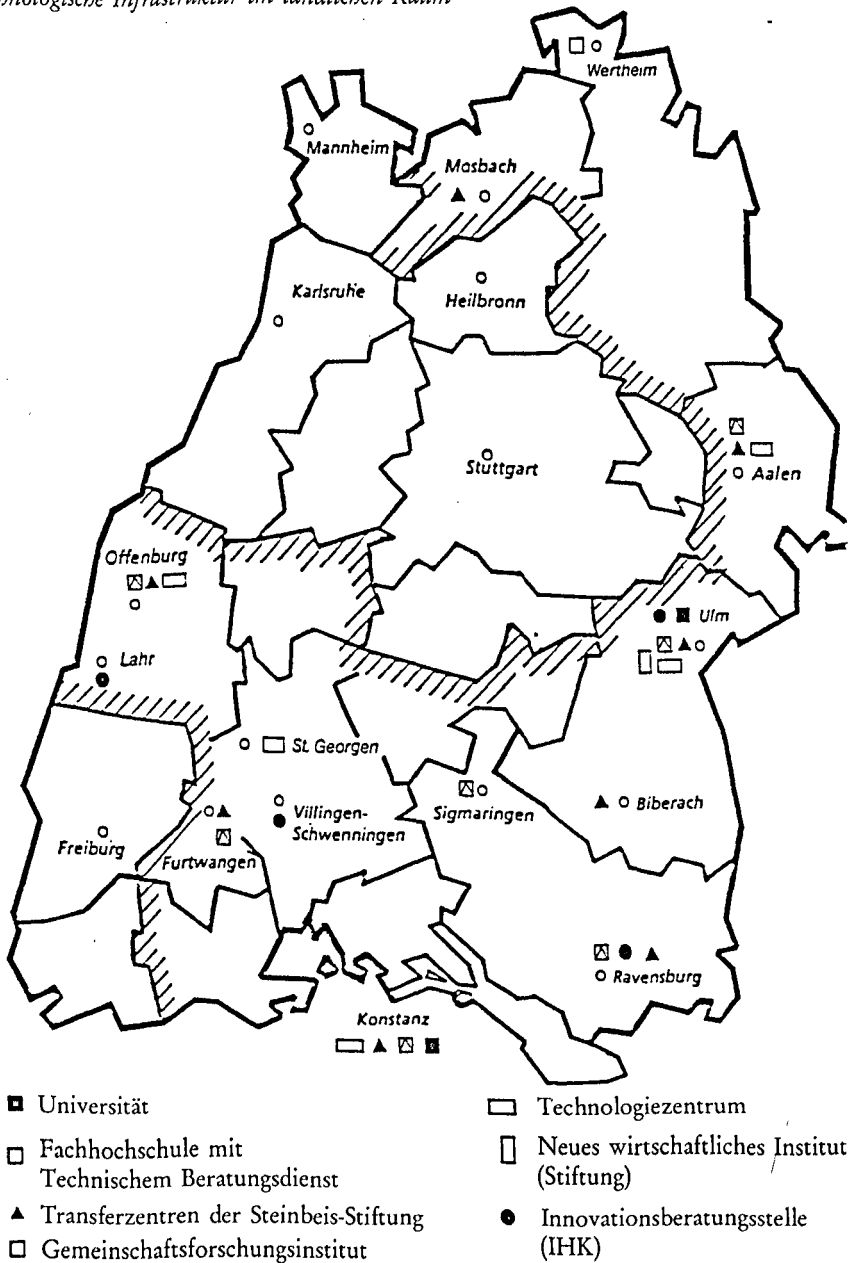 Infrastruktur im ländlichen Raum
Wertheim
Mannheim
Mosbach
Karlsruhe
Heilbronn
Stuttgart
Aalen
Offenburg
Ulm
Lahr
St. Georgen
Villingen-
Schwenningen
Sigmaringen
Biberach
Freiburg
Furtwangen
Ravensburg
Konstanz
Universität
Fachhochschule mit
Technischem Beratungsdienst
Transferzentren der Steinbeis-Stiftung
Gemeinschaftsforschungsinstitut
Technologiezentrum
Neues wirtschaftliches Institut
(Stiftung)
Innovationsberatungsstelle
(IHK)